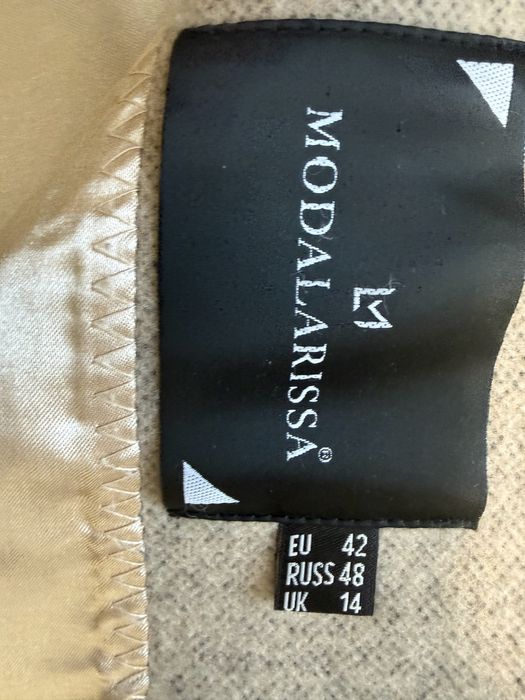 MODALARISSA®
EU 42
RUSS 48
UK 14